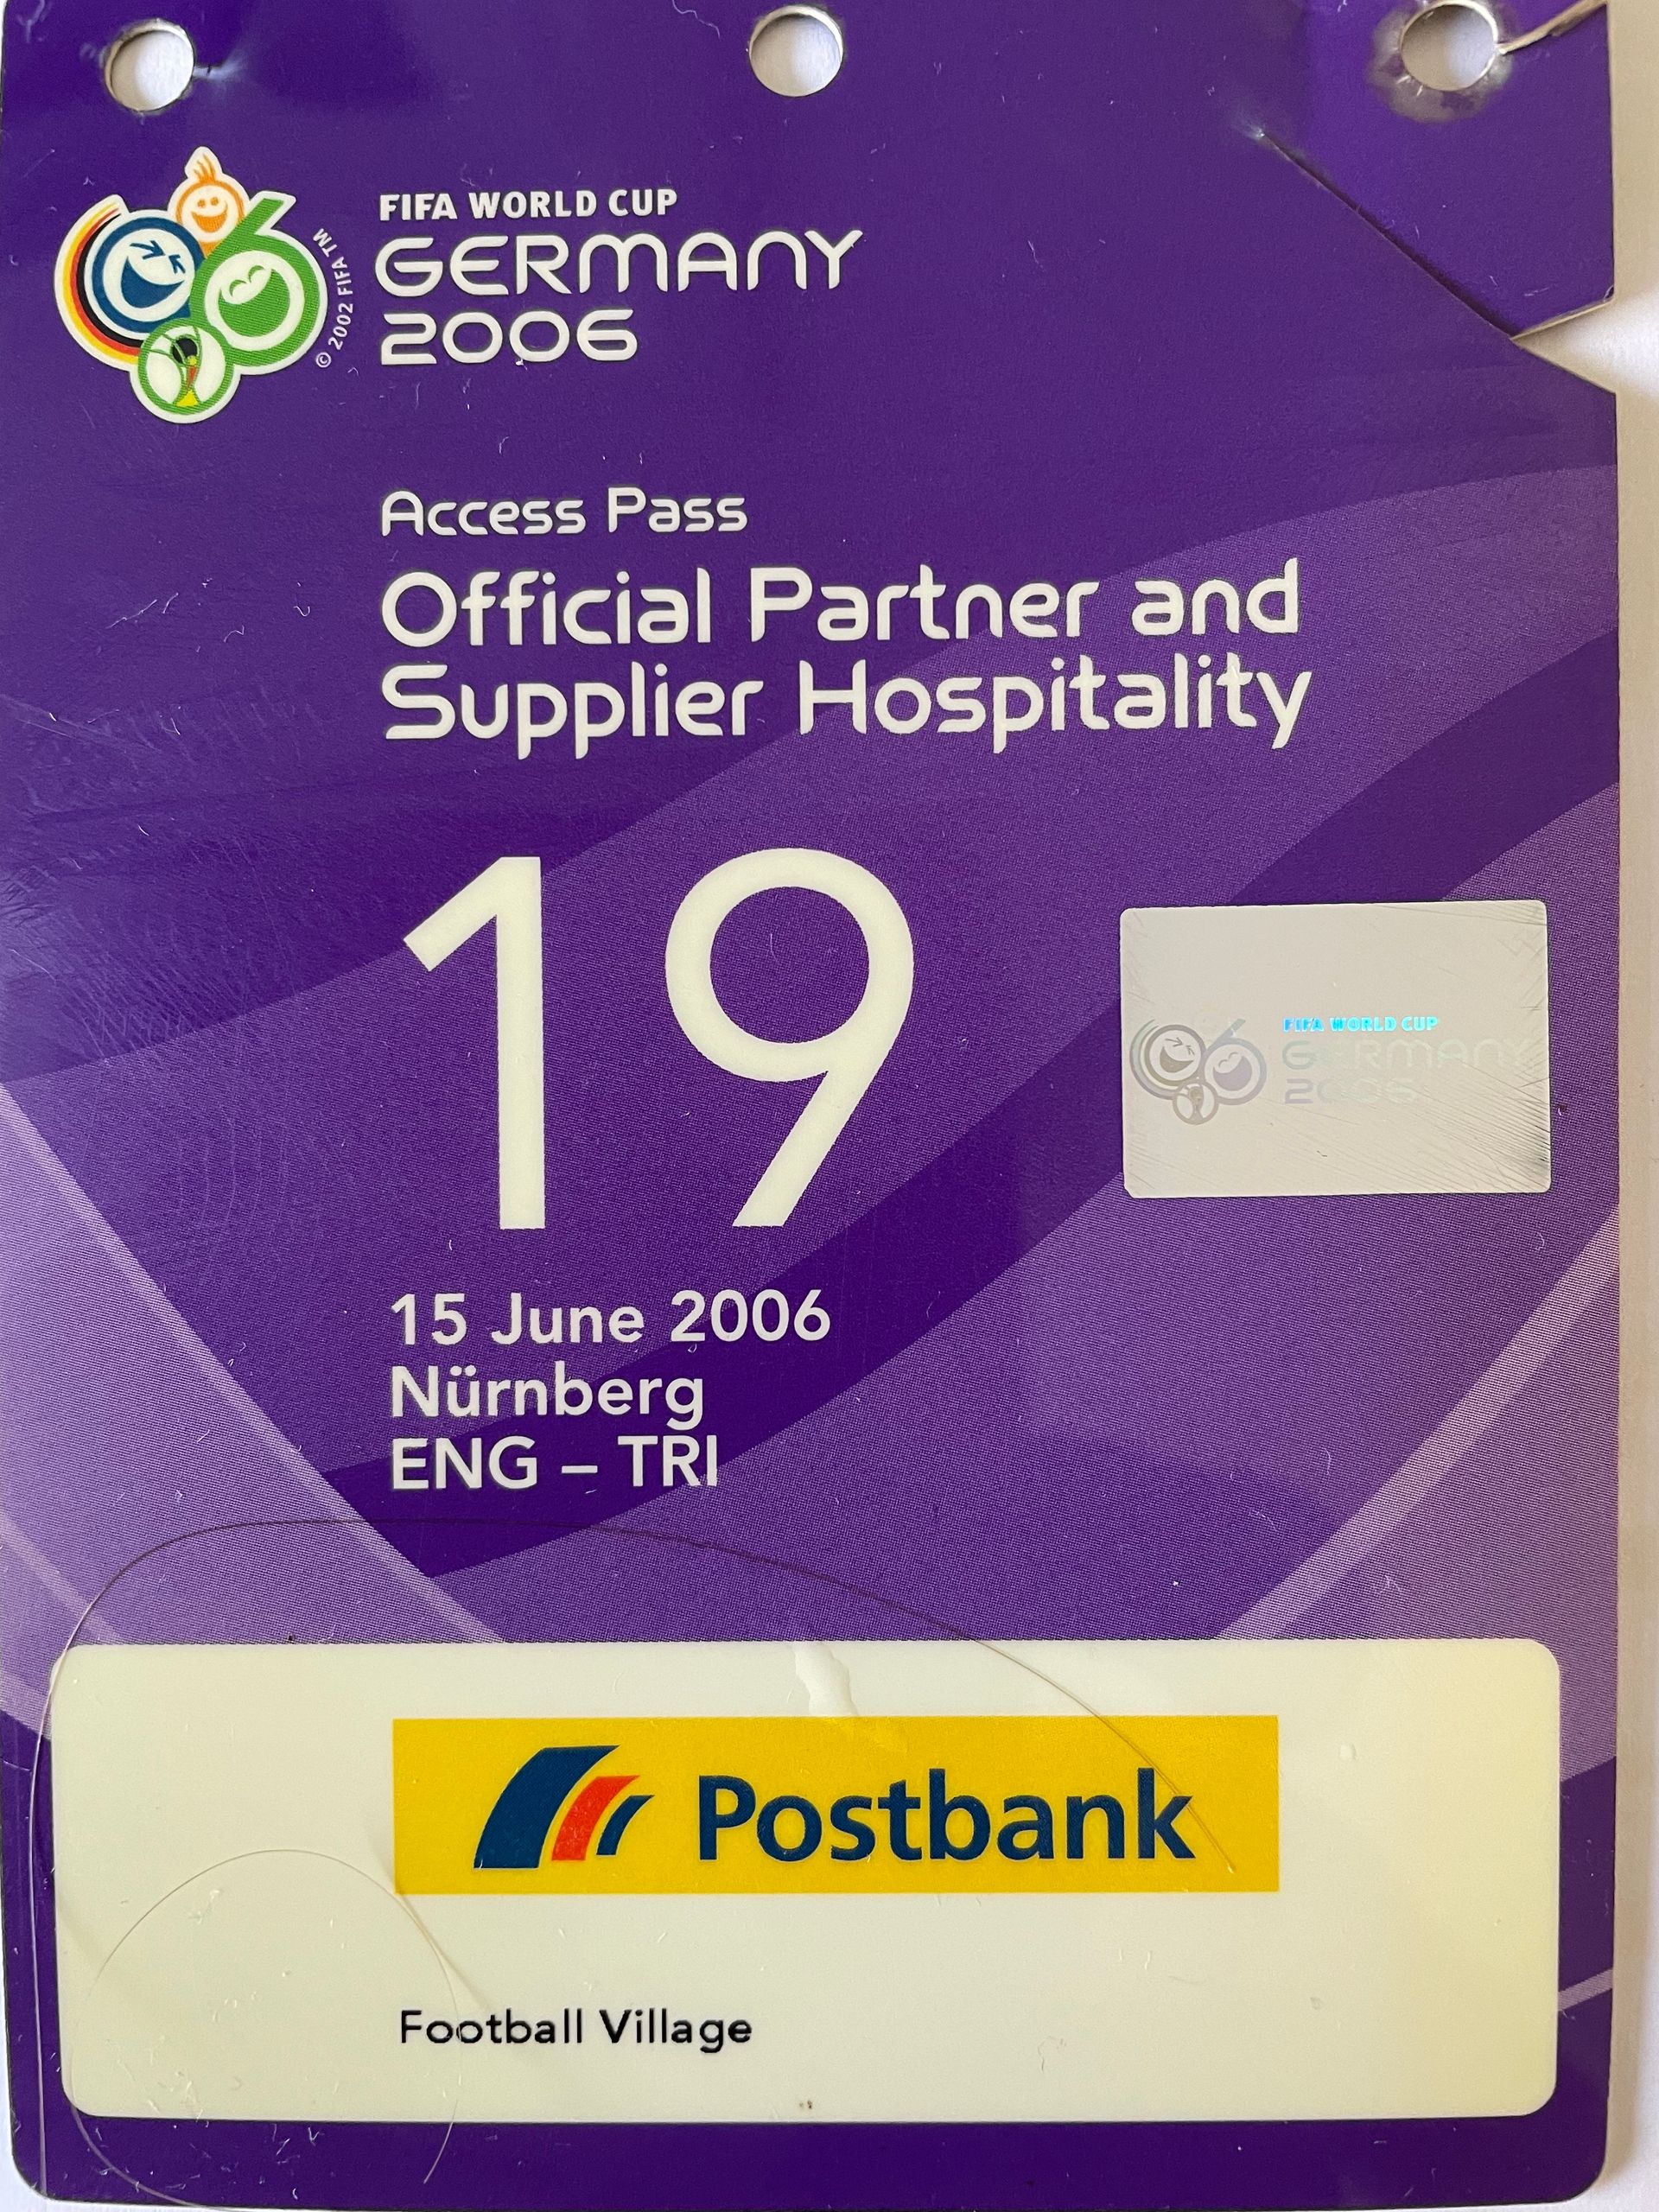 FIFA WORLD CUP
GERMANY
2006
© 2002 FIFA TM
Access Pass
Official Partner and
Supplier Hospitality
19
FIFA WORLD CUP
GERMANY
2006
15 June 2006
Nürnberg
ENG – TRI
Postbank
Football Village